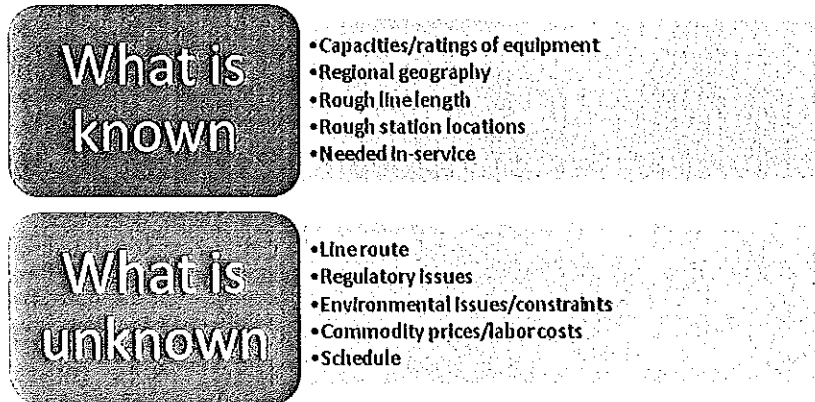 What is
known
•Capacities/ratings of equipment
•Regional geography
•Rough line length
•Rough station locations
•Needed in-service
What is
unknown
•Line route
•Regulatory issues
•Environmental issues/constraints
•Commodity prices/labor costs
•Schedule